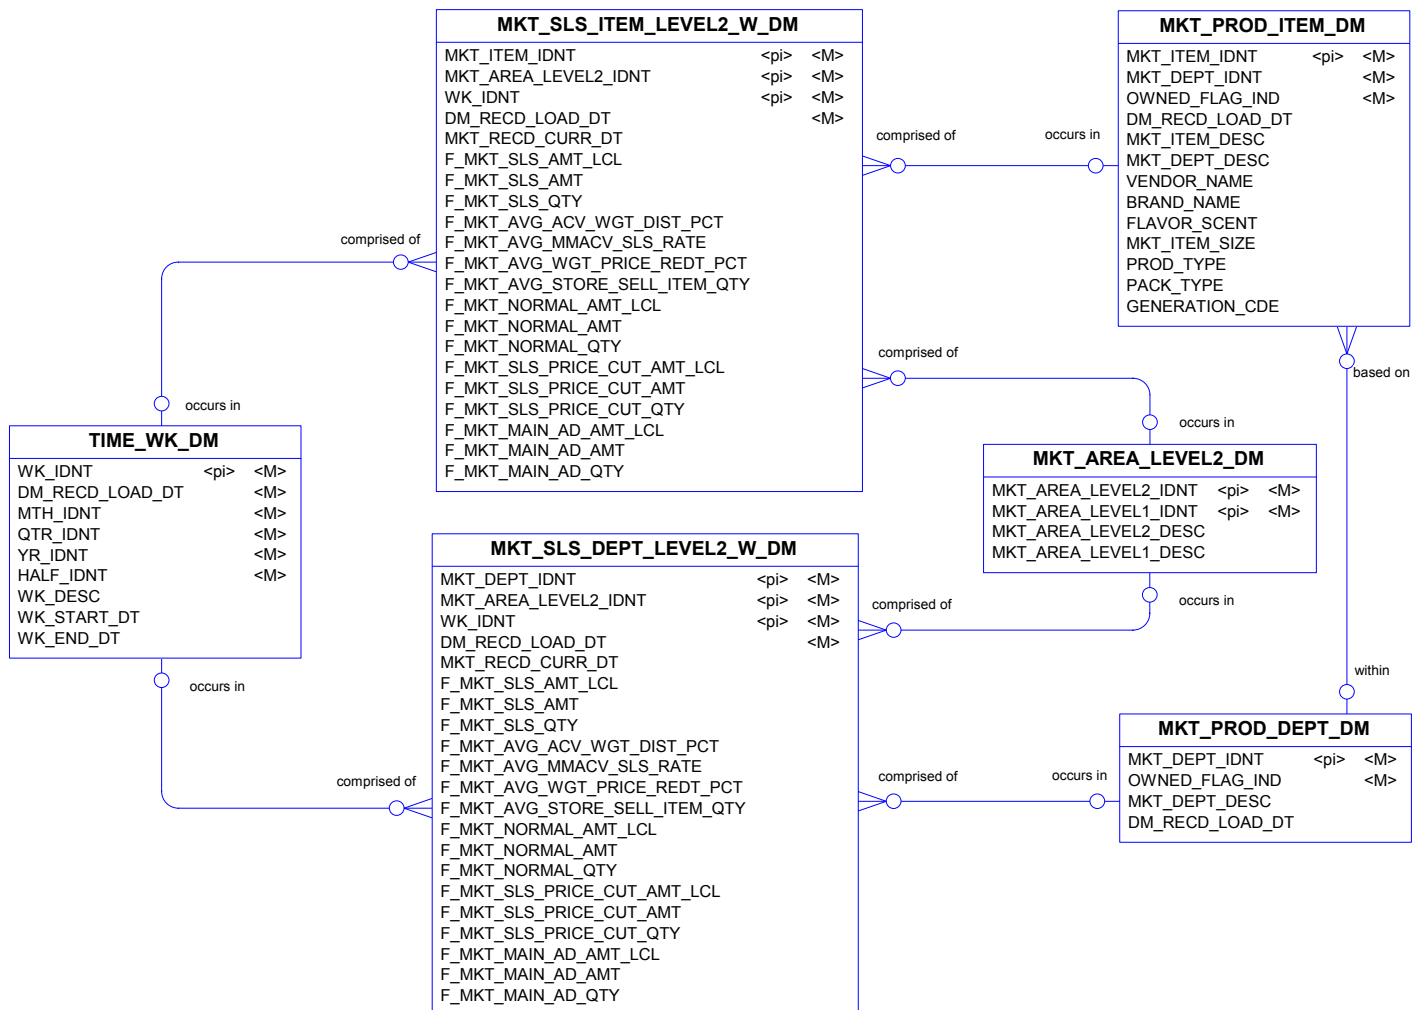 MKT_SLS_ITEM_LEVEL2_W_DM
MKT_ITEM_IDNT <pi> <M>
MKT_AREA_LEVEL2_IDNT <pi> <M>
WK_IDNT <pi> <M>
DM_RECD_LOAD_DT <M>
MKT_RECD_CURR_DT
F_MKT_SLS_AMT_LCL
F_MKT_SLS_AMT
F_MKT_SLS_QTY
F_MKT_AVG_ACV_WGT_DIST_PCT
F_MKT_AVG_MMACV_SLS_RATE
F_MKT_AVG_WGT_PRICE_REDT_PCT
F_MKT_AVG_STORE_SELL_ITEM_QTY
F_MKT_NORMAL_AMT_LCL
F_MKT_NORMAL_AMT
F_MKT_NORMAL_QTY
F_MKT_SLS_PRICE_CUT_AMT_LCL
F_MKT_SLS_PRICE_CUT_AMT
F_MKT_SLS_PRICE_CUT_QTY
F_MKT_MAIN_AD_AMT_LCL
F_MKT_MAIN_AD_AMT
F_MKT_MAIN_AD_QTY
MKT_PROD_ITEM_DM
MKT_ITEM_IDNT <pi> <M>
MKT_DEPT_IDNT <M>
OWNED_FLAG_IND <M>
DM_RECD_LOAD_DT
MKT_ITEM_DESC
MKT_DEPT_DESC
VENDOR_NAME
BRAND_NAME
FLAVOR_SCENT
MKT_ITEM_SIZE
PROD_TYPE
PACK_TYPE
GENERATION_CDE
comprised of
occurs in
comprised of
occurs in
comprised of
occurs in
based on
within
TIME_WK_DM
WK_IDNT <pi> <M>
DM_RECD_LOAD_DT <M>
MTH_IDNT <M>
QTR_IDNT <M>
YR_IDNT <M>
HALF_IDNT <M>
WK_DESC
WK_START_DT
WK_END_DT
MKT_AREA_LEVEL2_DM
MKT_AREA_LEVEL2_IDNT <pi> <M>
MKT_AREA_LEVEL1_IDNT <pi> <M>
MKT_AREA_LEVEL2_DESC
MKT_AREA_LEVEL1_DESC
occurs in
comprised of
occurs in
comprised of
MKT_SLS_DEPT_LEVEL2_W_DM
MKT_DEPT_IDNT <pi> <M>
MKT_AREA_LEVEL2_IDNT <pi> <M>
WK_IDNT <pi> <M>
DM_RECD_LOAD_DT <M>
MKT_RECD_CURR_DT
F_MKT_SLS_AMT_LCL
F_MKT_SLS_AMT
F_MKT_SLS_QTY
F_MKT_AVG_ACV_WGT_DIST_PCT
F_MKT_AVG_MMACV_SLS_RATE
F_MKT_AVG_WGT_PRICE_REDT_PCT
F_MKT_AVG_STORE_SELL_ITEM_QTY
F_MKT_NORMAL_AMT_LCL
F_MKT_NORMAL_AMT
F_MKT_NORMAL_QTY
F_MKT_SLS_PRICE_CUT_AMT_LCL
F_MKT_SLS_PRICE_CUT_AMT
F_MKT_SLS_PRICE_CUT_QTY
F_MKT_MAIN_AD_AMT_LCL
F_MKT_MAIN_AD_AMT
F_MKT_MAIN_AD_QTY
comprised of
occurs in
MKT_PROD_DEPT_DM
MKT_DEPT_IDNT <pi> <M>
OWNED_FLAG_IND <M>
MKT_DEPT_DESC
DM_RECD_LOAD_DT